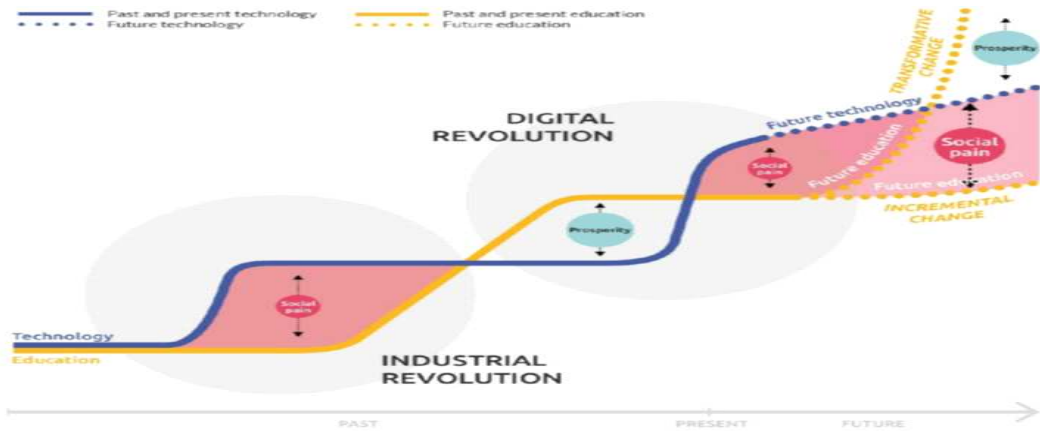 Past and present technology
Future technology
Past and present education
Future education
TRANSFORMATIVE
CHANGE
Prosperity
Future technology
DIGITAL
REVOLUTION
Social
pain
Future education
Social
pain
Future education
INCREMENTAL
CHANGE
Prosperity
Social
pain
Technology
Education
INDUSTRIAL
REVOLUTION
PAST
PRESENT
FUTURE